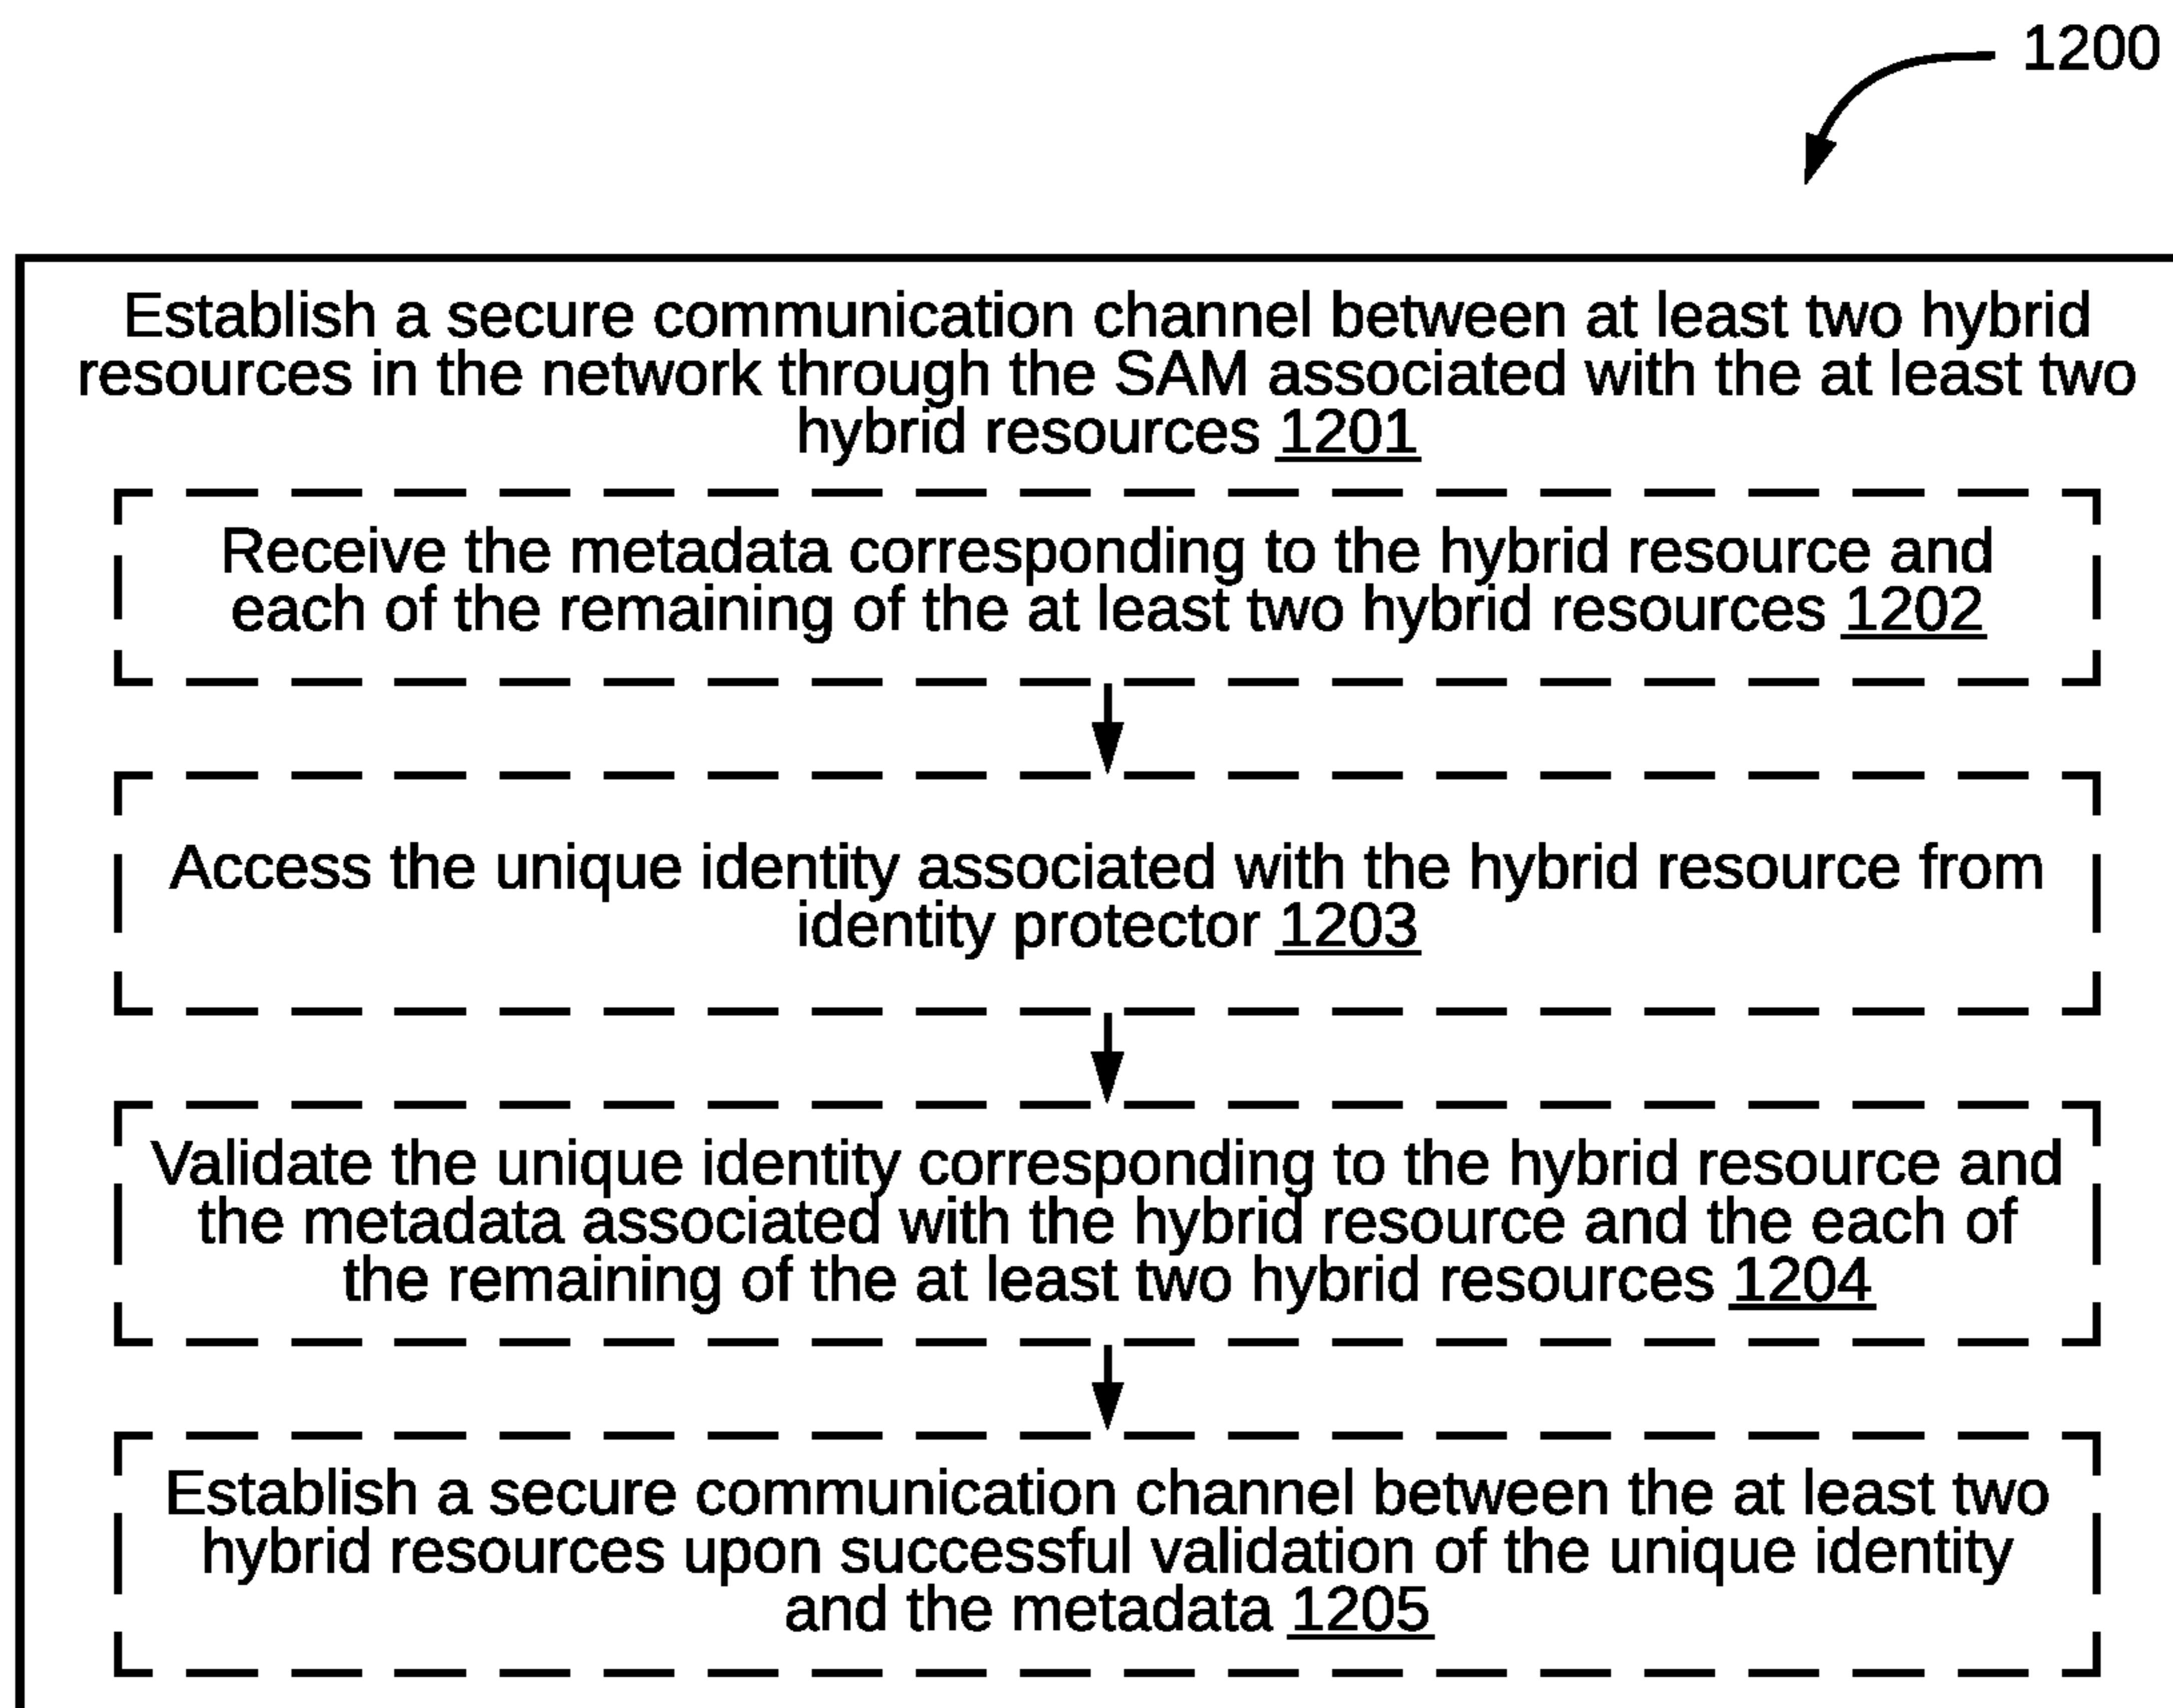 1200
Establish a secure communication channel between at least two hybrid
resources in the network through the SAM associated with the at least two
hybrid resources 1201
Receive the metadata corresponding to the hybrid resource and
each of the remaining of the at least two hybrid resources 1202
Access the unique identity associated with the hybrid resource from
identity protector 1203
Validate the unique identity corresponding to the hybrid resource and
the metadata associated with the hybrid resource and the each of
the remaining of the at least two hybrid resources 1204
Establish a secure communication channel between the at least two
hybrid resources upon successful validation of the unique identity
and the metadata 1205